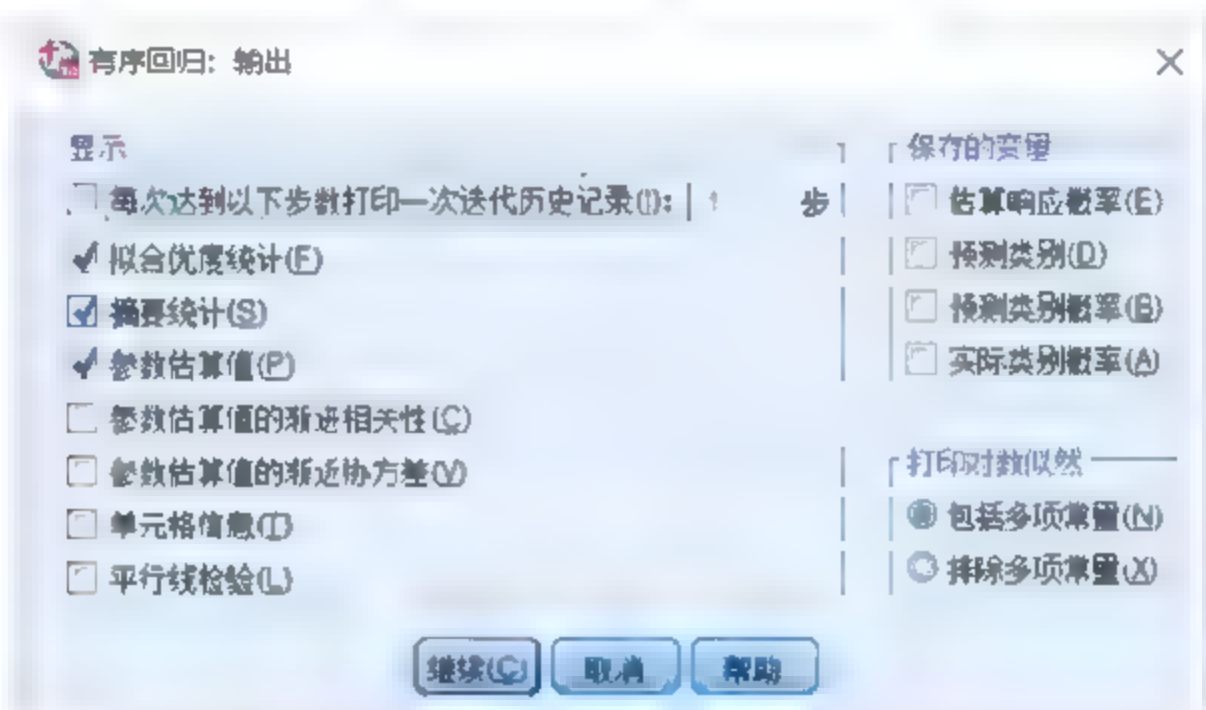 有序回归：输出
显示
每次达到以下步数打印一次迭代历史记录(I): 1 步
拟合优度统计(F)
摘要统计(S)
参数估算值(P)
参数估算值的渐进相关性(C)
参数估算值的渐近协方差(V)
单元格信息(I)
平行线检验(L)
保存的变量
估算响应概率(E)
预测类别(D)
预测类别概率(B)
实际类别概率(A)
打印对数似然
包括多项常量(N)
排除多项常量(X)
继续(C)
取消
帮助